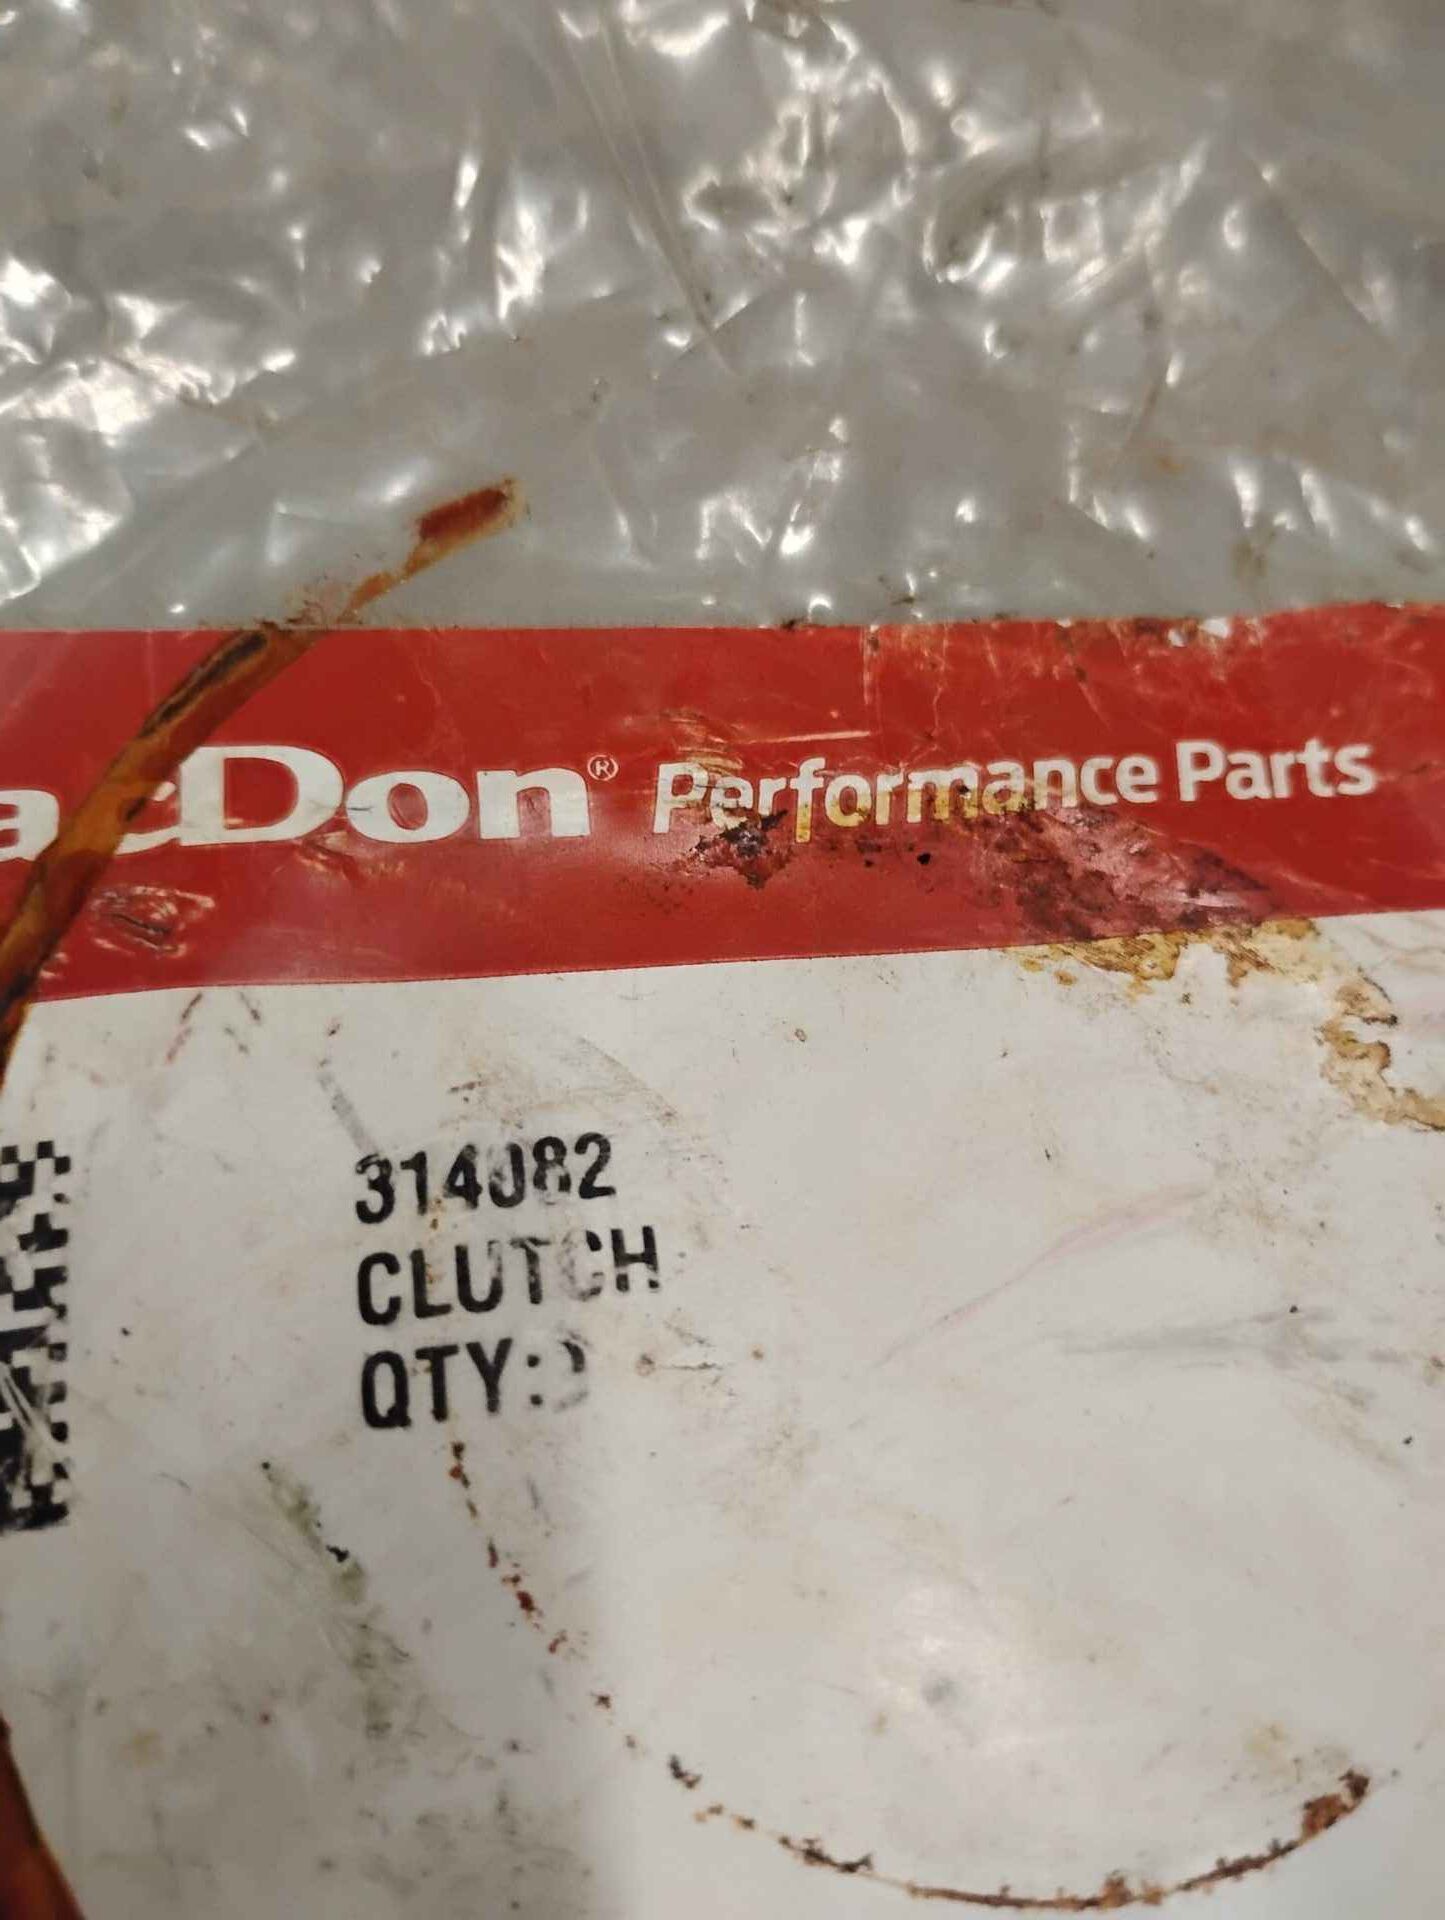 acDon® Performance Parts
314082
CLUTCH
QTY: